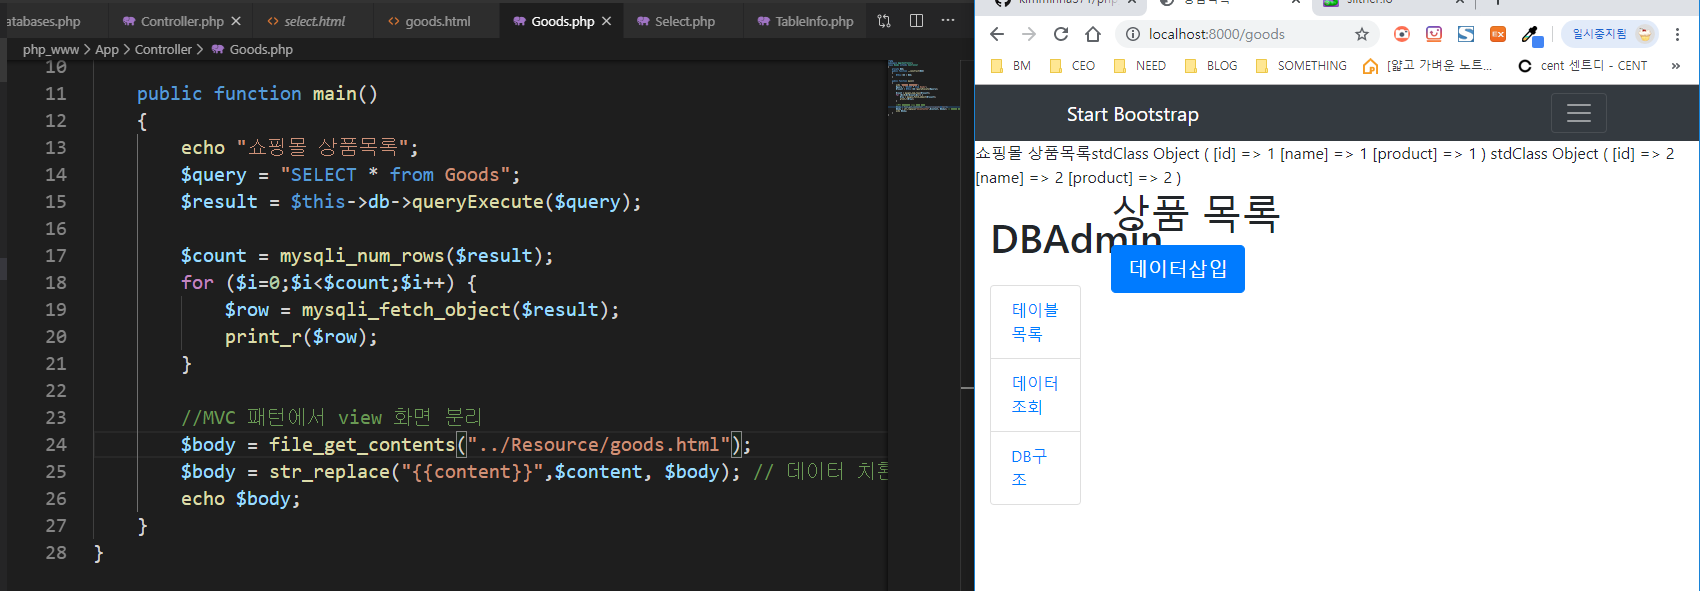 atabases.php Controller.php × <> select.html <> goods.html Goods.php × Select.php TableInfo.php ···
php_www > App > Controller > Goods.php
10
11 public function main()
12 {
13 echo "쇼핑몰 상품목록";
14 $query = "SELECT * from Goods";
15 $result = $this->db->queryExecute($query);
16
17 $count = mysqli_num_rows($result);
18 for ($i=0;$i<$count;$i++) {
19 $row = mysqli_fetch_object($result);
20 print_r($row);
21 }
22
23 //MVC 패턴에서 view 화면 분리
24 $body = file_get_contents("../Resource/goods.html");
25 $body = str_replace("{{content}}",$content, $body); // 데이터 치환
26 echo $body;
27 }
28 }
localhost:8000/goods
일시중지됨
BM CEO NEED BLOG SOMETHING [얇고 가벼운 노트... cent 센트디 - CENT »
Start Bootstrap
쇼핑몰 상품목록stdClass Object ( [id] => 1 [name] => 1 [product] => 1 ) stdClass Object ( [id] => 2
[name] => 2 [product] => 2 )
상품 목록
DBAdmin
데이터삽입
테이블
목록
데이터
조회
DB구
조